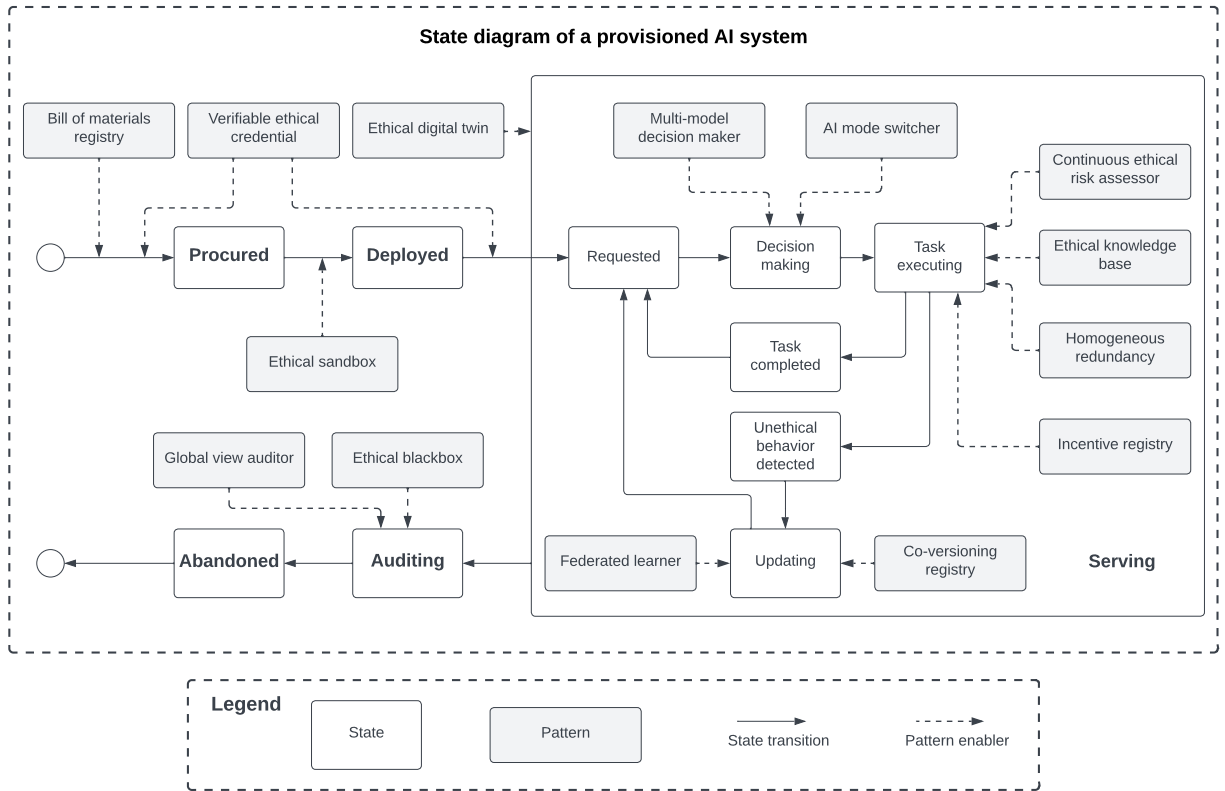 State diagram of a provisioned AI system
Bill of materials
registry
Verifiable ethical
credential
Ethical digital twin
Multi-model
decision maker
AI mode switcher
Continuous ethical
risk assessor
Procured
Deployed
Requested
Decision
making
Task
executing
Ethical knowledge
base
Ethical sandbox
Task
completed
Homogeneous
redundancy
Global view auditor
Ethical blackbox
Unethical
behavior
detected
Incentive registry
Abandoned
Auditing
Federated learner
Updating
Co-versioning
registry
Serving
Legend
State
Pattern
State transition
Pattern enabler